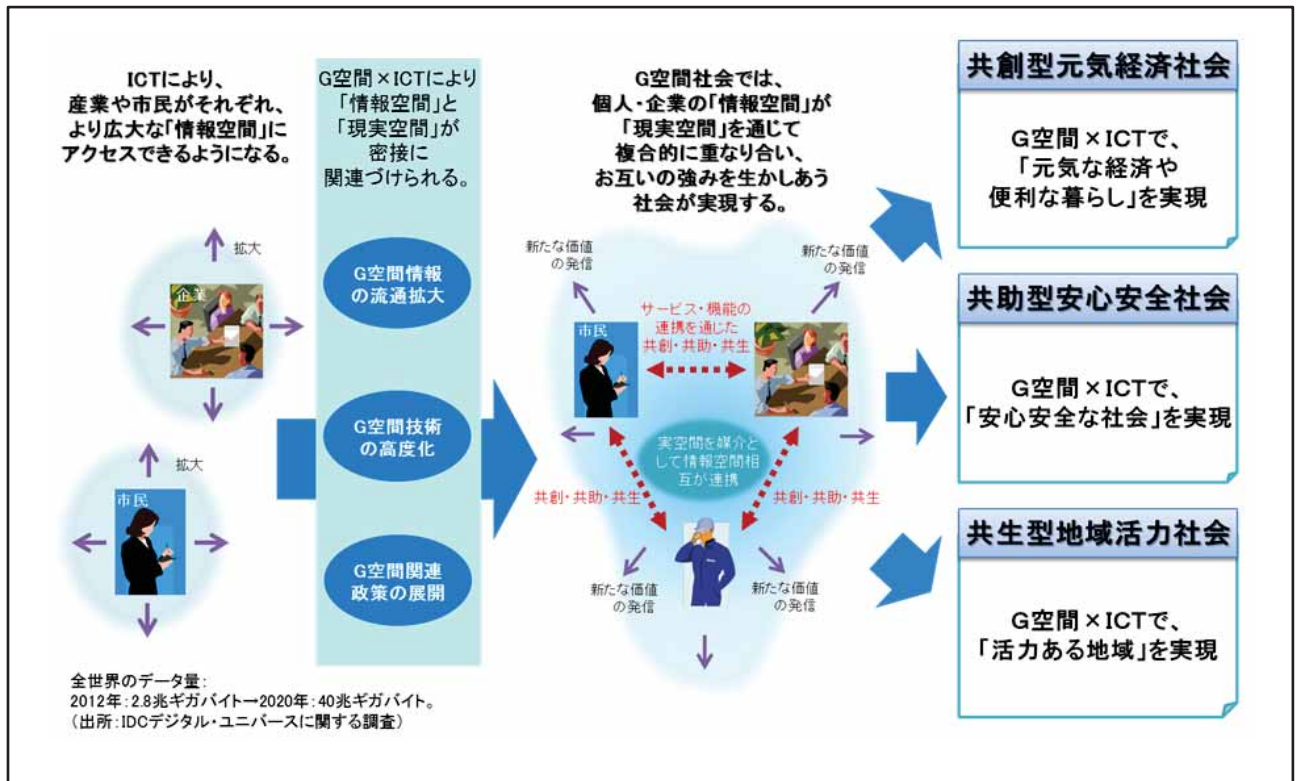 ICTにより、
産業や市民がそれぞれ、
より広大な「情報空間」に
アクセスできるようになる。
拡大
企業
拡大
市民
全世界のデータ量：
2012年：2.8兆ギガバイト→2020年：40兆ギガバイト。
（出所：IDCデジタル・ユニバースに関する調査）
G空間×ICTにより
「情報空間」と
「現実空間」が
密接に
関連づけられる。
G空間情報
の流通拡大
G空間技術
の高度化
G空間関連
政策の展開
G空間社会では、
個人・企業の「情報空間」が
「現実空間」を通じて
複合的に重なり合い、
お互いの強みを生かしあう
社会が実現する。
新たな価値
の発信
新たな価値
の発信
市民
サービス・機能の
連携を通じた
共創・共助・共生
実空間を媒介と
して情報空間相
互が連携
共創・共助・共生
共創・共助・共生
新たな価値
の発信
新たな価値
の発信
共創型元気経済社会
G空間×ICTで、
「元気な経済や
便利な暮らし」を実現
共助型安心安全社会
G空間×ICTで、
「安心安全な社会」を実現
共生型地域活力社会
G空間×ICTで、
「活力ある地域」を実現